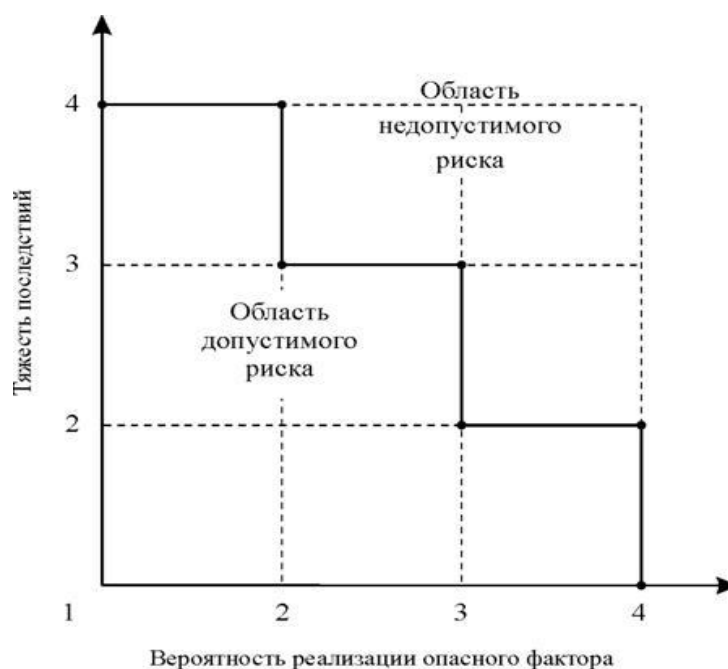 4
Область
недопустимого
риска
3
Область
допустимого
риска
2
1 2 3 4
Тяжесть последствий
Вероятность реализации опасного фактора